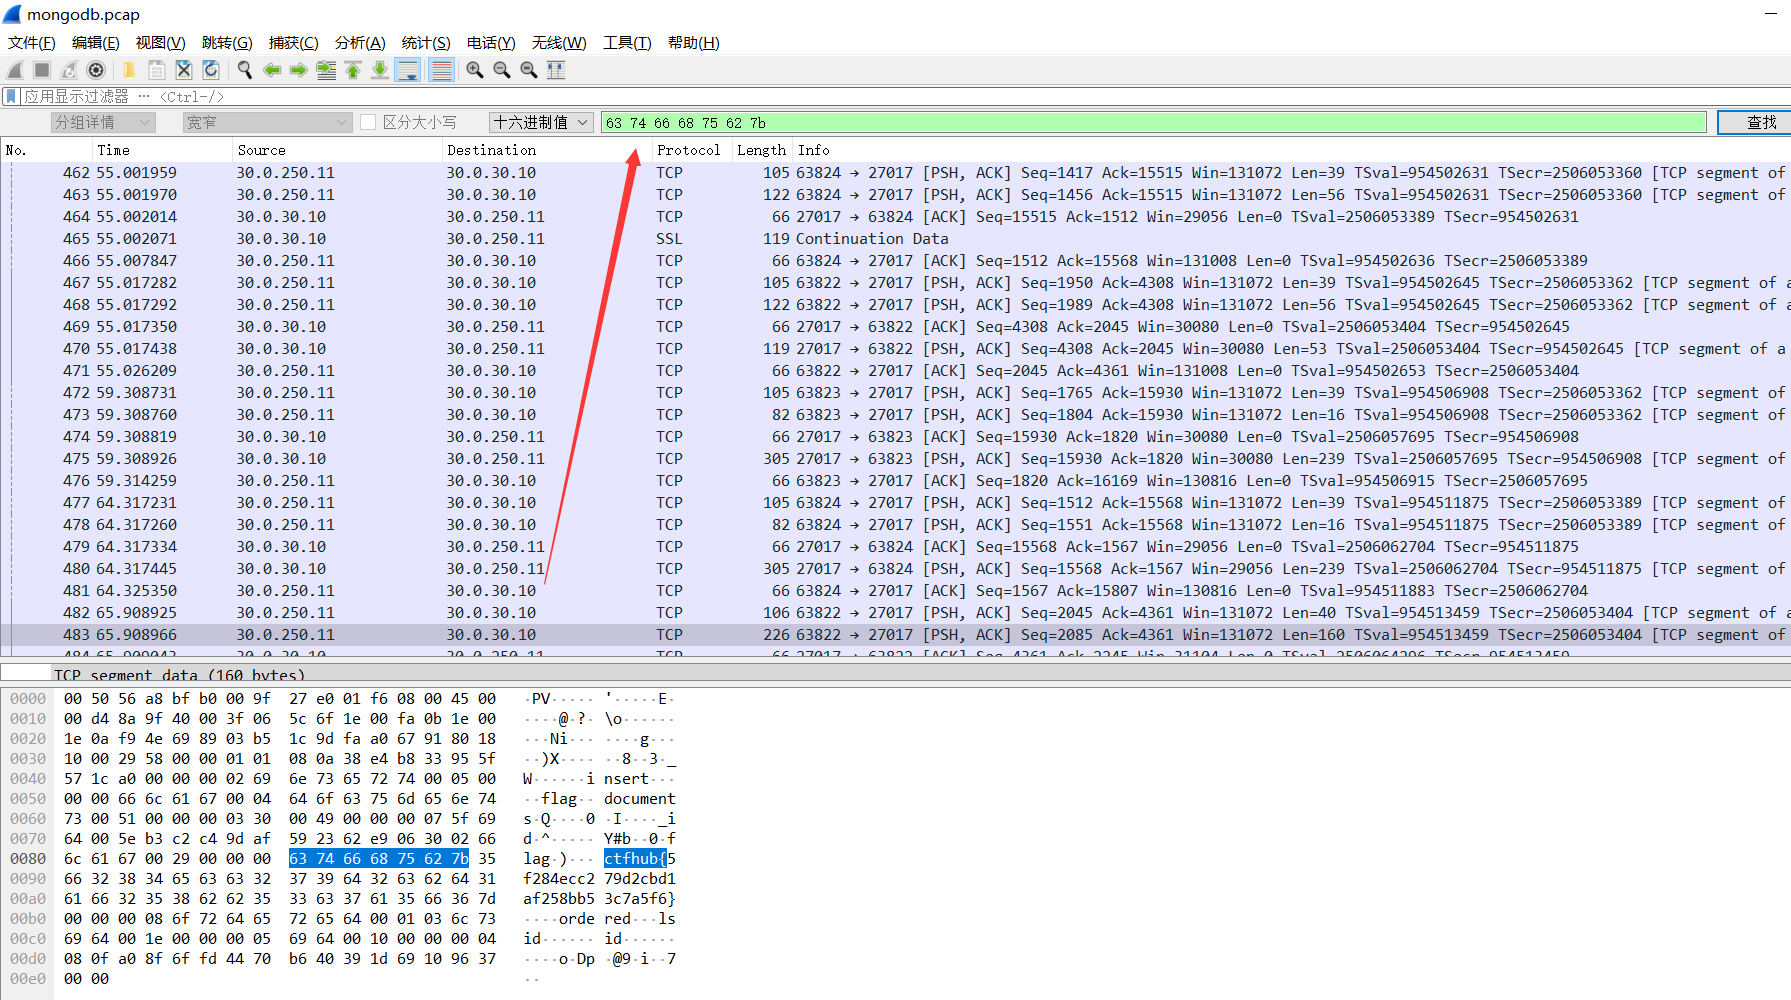 mongodb.pcap
文件(F) 编辑(E) 视图(V) 跳转(G) 捕获(C) 分析(A) 统计(S) 电话(Y) 无线(W) 工具(T) 帮助(H)
应用显示过滤器 … <Ctrl-/>
分组详情 宽窄 区分大小写 十六进制值 63 74 66 68 75 62 7b 查找
No. Time Source Destination Protocol Length Info
462 55.001959 30.0.250.11 30.0.30.10 TCP 105 63824 → 27017 [PSH, ACK] Seq=1417 Ack=15515 Win=131072 Len=39 TSval=954502631 TSecr=2506053360 [TCP segment of
463 55.001970 30.0.250.11 30.0.30.10 TCP 122 63824 → 27017 [PSH, ACK] Seq=1456 Ack=15515 Win=131072 Len=56 TSval=954502631 TSecr=2506053360 [TCP segment of
464 55.002014 30.0.30.10 30.0.250.11 TCP 66 27017 → 63824 [ACK] Seq=15515 Ack=1512 Win=29056 Len=0 TSval=2506053389 TSecr=954502631
465 55.002071 30.0.30.10 30.0.250.11 SSL 119 Continuation Data
466 55.007847 30.0.250.11 30.0.30.10 TCP 66 63824 → 27017 [ACK] Seq=1512 Ack=15568 Win=131008 Len=0 TSval=954502636 TSecr=2506053389
467 55.017282 30.0.250.11 30.0.30.10 TCP 105 63822 → 27017 [PSH, ACK] Seq=1950 Ack=4308 Win=131072 Len=39 TSval=954502645 TSecr=2506053362 [TCP segment of a
468 55.017292 30.0.250.11 30.0.30.10 TCP 122 63822 → 27017 [PSH, ACK] Seq=1989 Ack=4308 Win=131072 Len=56 TSval=954502645 TSecr=2506053362 [TCP segment of a
469 55.017350 30.0.30.10 30.0.250.11 TCP 66 27017 → 63822 [ACK] Seq=4308 Ack=2045 Win=30080 Len=0 TSval=2506053404 TSecr=954502645
470 55.017438 30.0.30.10 30.0.250.11 TCP 119 27017 → 63822 [PSH, ACK] Seq=4308 Ack=2045 Win=30080 Len=53 TSval=2506053404 TSecr=954502645 [TCP segment of a
471 55.026209 30.0.250.11 30.0.30.10 TCP 66 63822 → 27017 [ACK] Seq=2045 Ack=4361 Win=131008 Len=0 TSval=954502653 TSecr=2506053404
472 59.308731 30.0.250.11 30.0.30.10 TCP 105 63823 → 27017 [PSH, ACK] Seq=1765 Ack=15930 Win=131072 Len=39 TSval=954506908 TSecr=2506053362 [TCP segment of
473 59.308760 30.0.250.11 30.0.30.10 TCP 82 63823 → 27017 [PSH, ACK] Seq=1804 Ack=15930 Win=131072 Len=16 TSval=954506908 TSecr=2506053362 [TCP segment of
474 59.308819 30.0.30.10 30.0.250.11 TCP 66 27017 → 63823 [ACK] Seq=15930 Ack=1820 Win=30080 Len=0 TSval=2506057695 TSecr=954506908
475 59.308926 30.0.30.10 30.0.250.11 TCP 305 27017 → 63823 [PSH, ACK] Seq=15930 Ack=1820 Win=30080 Len=239 TSval=2506057695 TSecr=954506908 [TCP segment of
476 59.314259 30.0.250.11 30.0.30.10 TCP 66 63823 → 27017 [ACK] Seq=1820 Ack=16169 Win=130816 Len=0 TSval=954506915 TSecr=2506057695
477 64.317231 30.0.250.11 30.0.30.10 TCP 105 63824 → 27017 [PSH, ACK] Seq=1512 Ack=15568 Win=131072 Len=39 TSval=954511875 TSecr=2506053389 [TCP segment of
478 64.317260 30.0.250.11 30.0.30.10 TCP 82 63824 → 27017 [PSH, ACK] Seq=1551 Ack=15568 Win=131072 Len=16 TSval=954511875 TSecr=2506053389 [TCP segment of
479 64.317334 30.0.30.10 30.0.250.11 TCP 66 27017 → 63824 [ACK] Seq=15568 Ack=1567 Win=29056 Len=0 TSval=2506062704 TSecr=954511875
480 64.317445 30.0.30.10 30.0.250.11 TCP 305 27017 → 63824 [PSH, ACK] Seq=15568 Ack=1567 Win=29056 Len=239 TSval=2506062704 TSecr=954511875 [TCP segment of
481 64.325350 30.0.250.11 30.0.30.10 TCP 66 63824 → 27017 [ACK] Seq=1567 Ack=15807 Win=130816 Len=0 TSval=954511883 TSecr=2506062704
482 65.908925 30.0.250.11 30.0.30.10 TCP 106 63822 → 27017 [PSH, ACK] Seq=2045 Ack=4361 Win=131072 Len=40 TSval=954513459 TSecr=2506053404 [TCP segment of a
483 65.908966 30.0.250.11 30.0.30.10 TCP 226 63822 → 27017 [PSH, ACK] Seq=2085 Ack=4361 Win=131072 Len=160 TSval=954513459 TSecr=2506053404 [TCP segment of
484 65.909043 30.0.30.10 30.0.250.11 TCP 66 27017 → 63822 [ACK] Seq=4361 Ack=2245 Win=31104 Len=0 TSval=2506064296 TSecr=954513459
TCP segment data (160 bytes)
0000 00 50 56 a8 bf b0 00 9f 27 e0 01 f6 08 00 45 00 ·PV····· '·····E·
0010 00 d4 8a 9f 40 00 3f 06 5c 6f 1e 00 fa 0b 1e 00 ····@·?· \o······
0020 1e 0a f9 4e 69 89 03 b5 1c 9d fa a0 67 91 80 18 ···Ni··· ····g···
0030 10 00 29 58 00 00 01 01 08 0a 38 e4 b8 33 95 5f ··)X···· ··8··3·_
0040 57 1c a0 00 00 00 02 69 6e 73 65 72 74 00 05 00 W······i nsert···
0050 00 00 66 6c 61 67 00 04 64 6f 63 75 6d 65 6e 74 ··flag·· document
0060 73 00 51 00 00 00 03 30 00 49 00 00 00 07 5f 69 s·Q····0 ·I····_i
0070 64 00 5e b3 c2 c4 9d af 59 23 62 e9 06 30 02 66 d·^····· Y#b··0·f
0080 6c 61 67 00 29 00 00 00 63 74 66 68 75 62 7b 35 lag·)··· ctfhub{5
0090 66 32 38 34 65 63 63 32 37 39 64 32 63 62 64 31 f284ecc2 79d2cbd1
00a0 61 66 32 35 38 62 62 35 33 63 37 61 35 66 36 7d af258bb5 3c7a5f6}
00b0 00 00 00 08 6f 72 64 65 72 65 64 00 01 03 6c 73 ····orde red···ls
00c0 69 64 00 1e 00 00 00 05 69 64 00 10 00 00 00 04 id······ id······
00d0 08 0f a0 8f 6f fd 44 70 b6 40 39 1d 69 10 96 37 ····o·Dp ·@9·i··7
00e0 00 00 ··